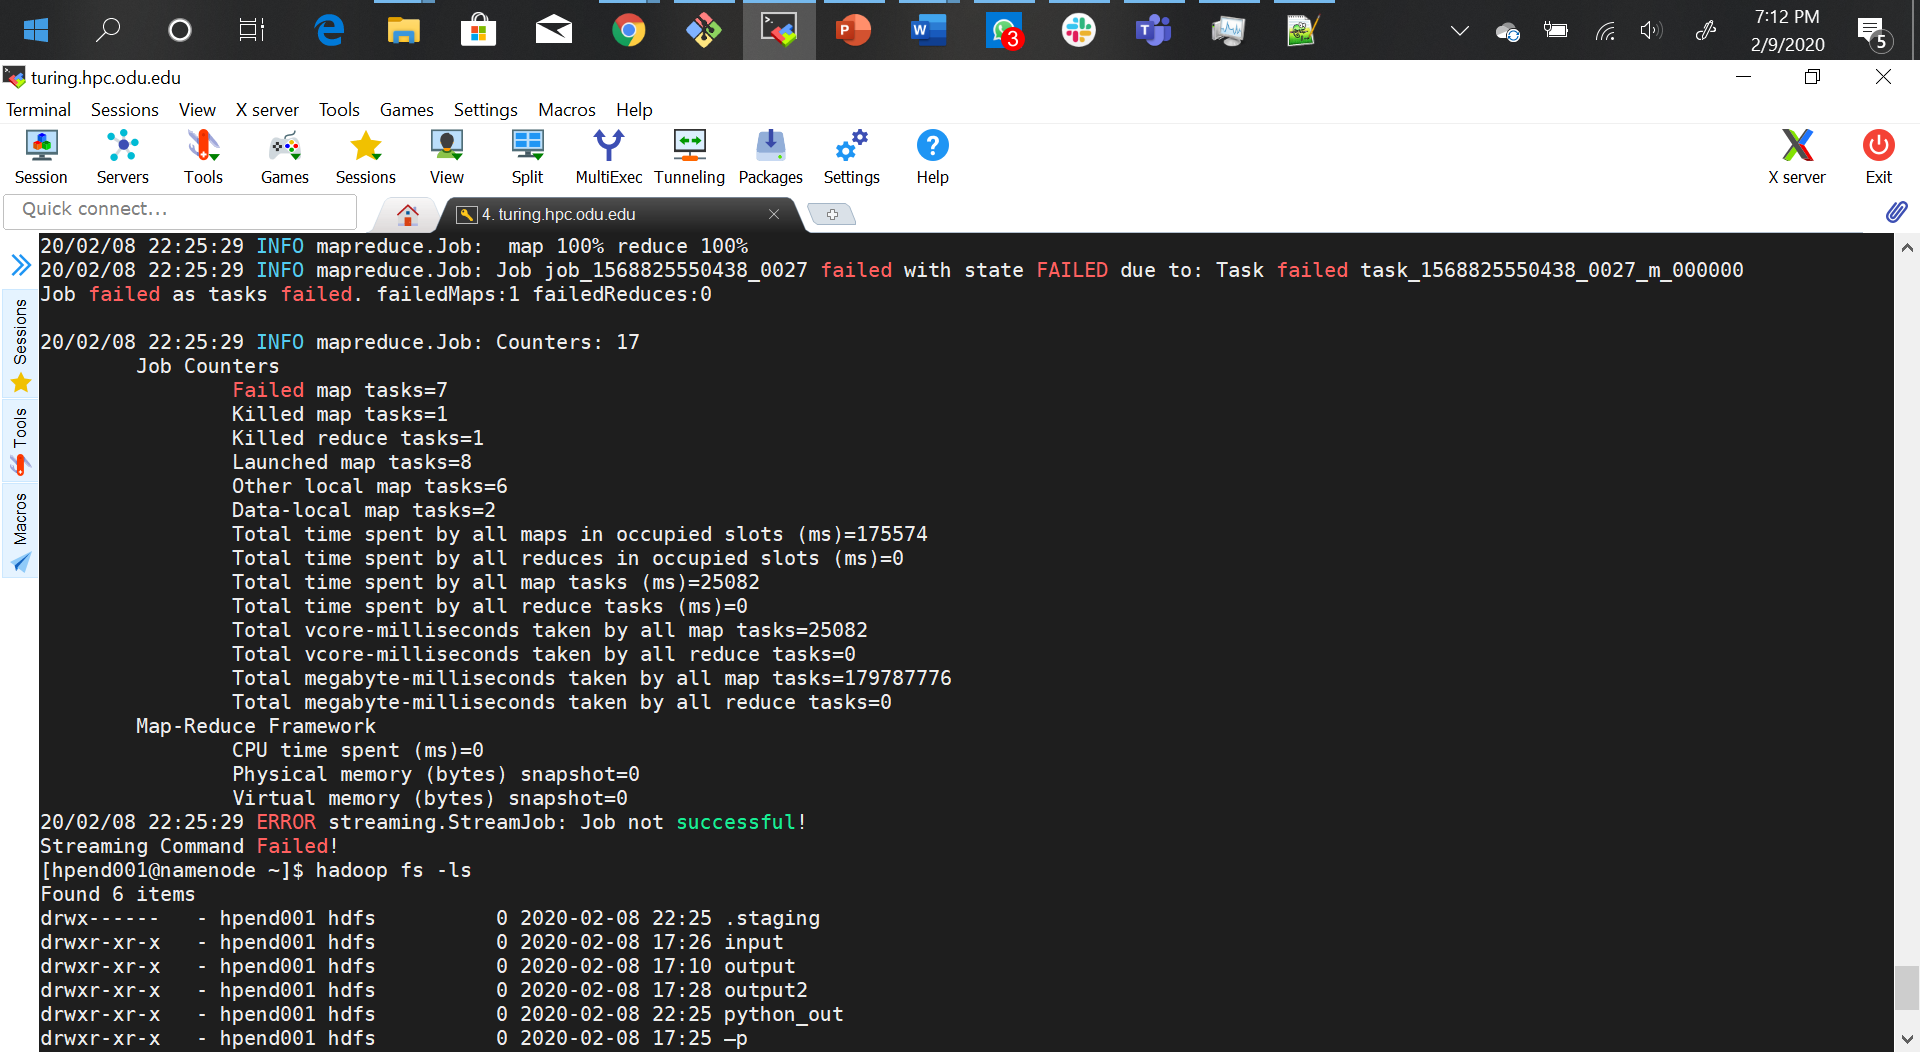 7:12 PM
2/9/2020
3
5
turing.hpc.odu.edu
Terminal Sessions View X server Tools Games Settings Macros Help
Session Servers Tools Games Sessions View Split MultiExec Tunneling Packages Settings Help X server Exit
Quick connect...
4. turing.hpc.odu.edu
Sessions
Tools
Macros
20/02/08 22:25:29 INFO mapreduce.Job:  map 100% reduce 100%
20/02/08 22:25:29 INFO mapreduce.Job: Job job_1568825550438_0027 failed with state FAILED due to: Task failed task_1568825550438_0027_m_000000
Job failed as tasks failed. failedMaps:1 failedReduces:0
20/02/08 22:25:29 INFO mapreduce.Job: Counters: 17
Job Counters
Failed map tasks=7
Killed map tasks=1
Killed reduce tasks=1
Launched map tasks=8
Other local map tasks=6
Data-local map tasks=2
Total time spent by all maps in occupied slots (ms)=175574
Total time spent by all reduces in occupied slots (ms)=0
Total time spent by all map tasks (ms)=25082
Total time spent by all reduce tasks (ms)=0
Total vcore-milliseconds taken by all map tasks=25082
Total vcore-milliseconds taken by all reduce tasks=0
Total megabyte-milliseconds taken by all map tasks=179787776
Total megabyte-milliseconds taken by all reduce tasks=0
Map-Reduce Framework
CPU time spent (ms)=0
Physical memory (bytes) snapshot=0
Virtual memory (bytes) snapshot=0
20/02/08 22:25:29 ERROR streaming.StreamJob: Job not successful!
Streaming Command Failed!
[hpend001@namenode ~]$ hadoop fs -ls
Found 6 items
drwx------   - hpend001 hdfs          0 2020-02-08 22:25 .staging
drwxr-xr-x   - hpend001 hdfs          0 2020-02-08 17:26 input
drwxr-xr-x   - hpend001 hdfs          0 2020-02-08 17:10 output
drwxr-xr-x   - hpend001 hdfs          0 2020-02-08 17:28 output2
drwxr-xr-x   - hpend001 hdfs          0 2020-02-08 22:25 python_out
drwxr-xr-x   - hpend001 hdfs          0 2020-02-08 17:25 –p